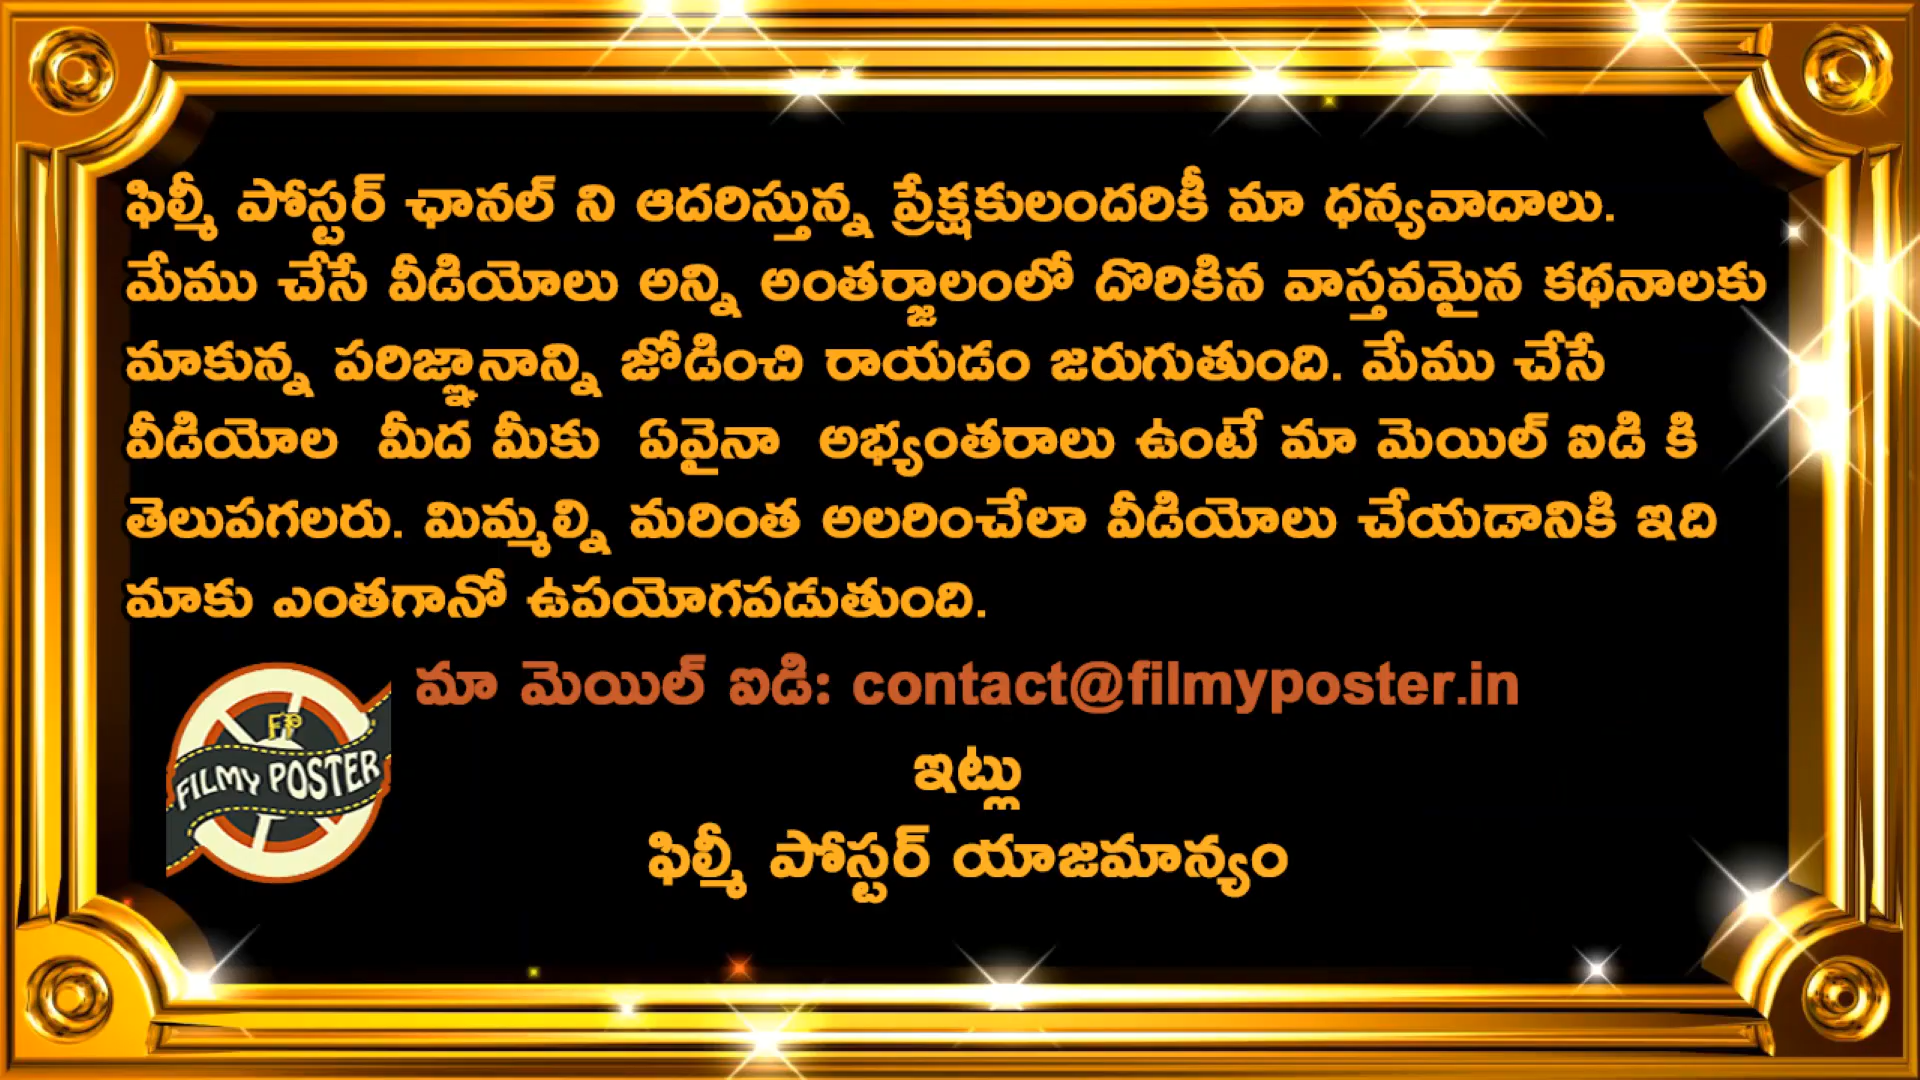 ఫిల్మీ పోస్టర్ ఛానల్ ని ఆదరిస్తున్న ప్రేక్షకులందరికీ మా ధన్యవాదాలు.
మేము చేసే వీడియోలు అన్ని అంతర్జాలంలో దొరికిన వాస్తవమైన కథనాలకు
మాకున్న పరిజ్ఞానాన్ని జోడించి రాయడం జరుగుతుంది. మేము చేసే
వీడియోల మీద మీకు ఏవైనా అభ్యంతరాలు ఉంటే మా మెయిల్ ఐడి కి
తెలుపగలరు. మిమ్మల్ని మరింత అలరించేలా వీడియోలు చేయడానికి ఇది
మాకు ఎంతగానో ఉపయోగపడుతుంది.
మా మెయిల్ ఐడి: contact@filmyposter.in
FP
FILMY POSTER
ఇట్లు
ఫిల్మీ పోస్టర్ యాజమాన్యం